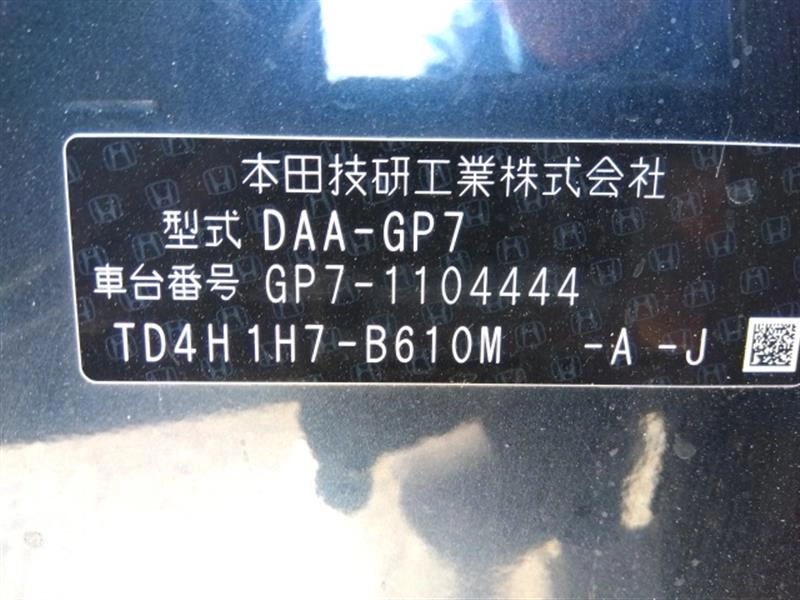 本田技研工業株式会社
型式 DAA-GP7
車台番号 GP7-1104444
TD4H1H7-B610M -A -J